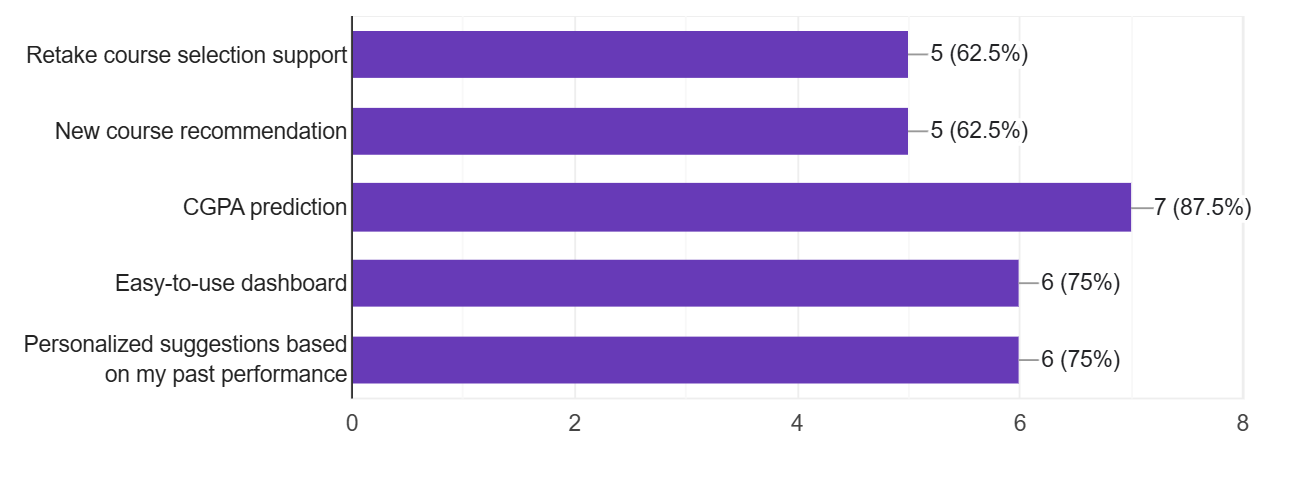 Retake course selection support
5 (62.5%)
New course recommendation
5 (62.5%)
CGPA prediction
7 (87.5%)
Easy-to-use dashboard
6 (75%)
Personalized suggestions based
on my past performance
6 (75%)
0 2 4 6 8